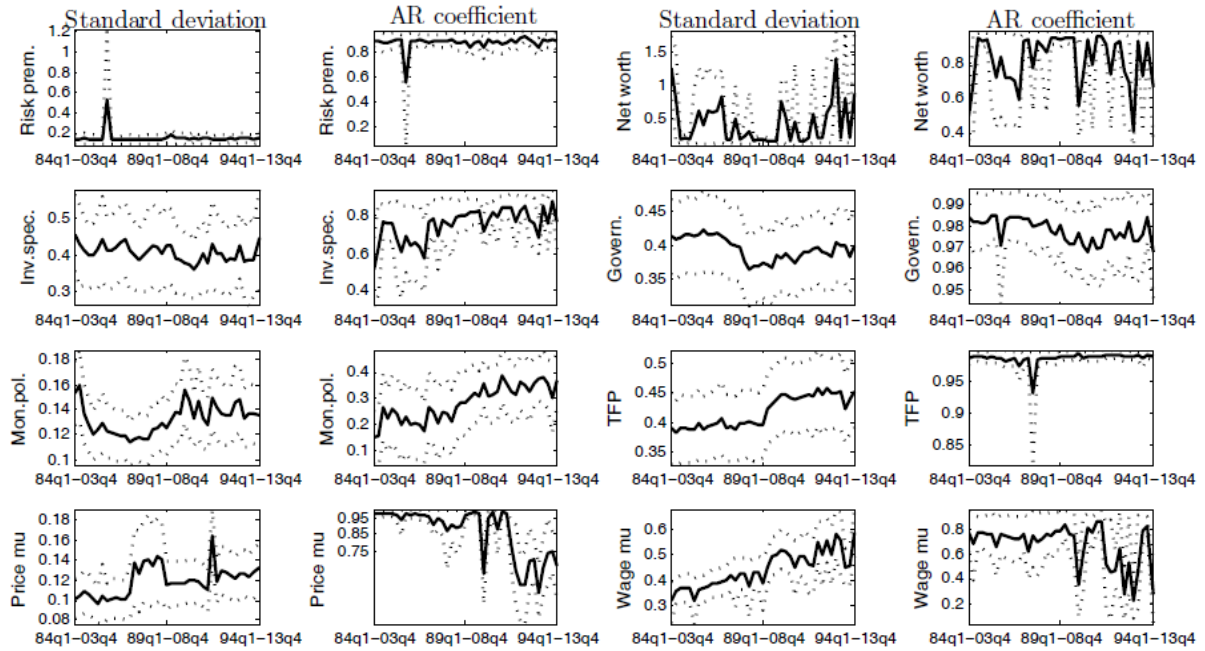 Standard deviation AR coefficient Standard deviation AR coefficient
Risk prem. 1.2 1 0.8 0.6 0.4 0.2
84q1−03q4 89q1−08q4 94q1−13q4
Risk prem. 0.8 0.6 0.4 0.2
84q1−03q4 89q1−08q4 94q1−13q4
Net worth 1.5 1 0.5
84q1−03q4 89q1−08q4 94q1−13q4
Net worth 0.8 0.6 0.4
84q1−03q4 89q1−08q4 94q1−13q4
Inv.spec. 0.5 0.4 0.3
84q1−03q4 89q1−08q4 94q1−13q4
Inv.spec. 0.8 0.6 0.4
84q1−03q4 89q1−08q4 94q1−13q4
Govern. 0.45 0.4 0.35
84q1−03q4 89q1−08q4 94q1−13q4
Govern. 0.99 0.98 0.97 0.96 0.95
84q1−03q4 89q1−08q4 94q1−13q4
Mon.pol. 0.18 0.16 0.14 0.12 0.1
84q1−03q4 89q1−08q4 94q1−13q4
Mon.pol. 0.4 0.3 0.2 0.1
84q1−03q4 89q1−08q4 94q1−13q4
TFP 0.5 0.45 0.4 0.35
84q1−03q4 89q1−08q4 94q1−13q4
TFP 0.95 0.9 0.85
84q1−03q4 89q1−08q4 94q1−13q4
Price mu 0.18 0.16 0.14 0.12 0.1 0.08
84q1−03q4 89q1−08q4 94q1−13q4
Price mu 0.95 0.85 0.75
84q1−03q4 89q1−08q4 94q1−13q4
Wage mu 0.6 0.5 0.4 0.3
84q1−03q4 89q1−08q4 94q1−13q4
Wage mu 0.8 0.6 0.4 0.2
84q1−03q4 89q1−08q4 94q1−13q4